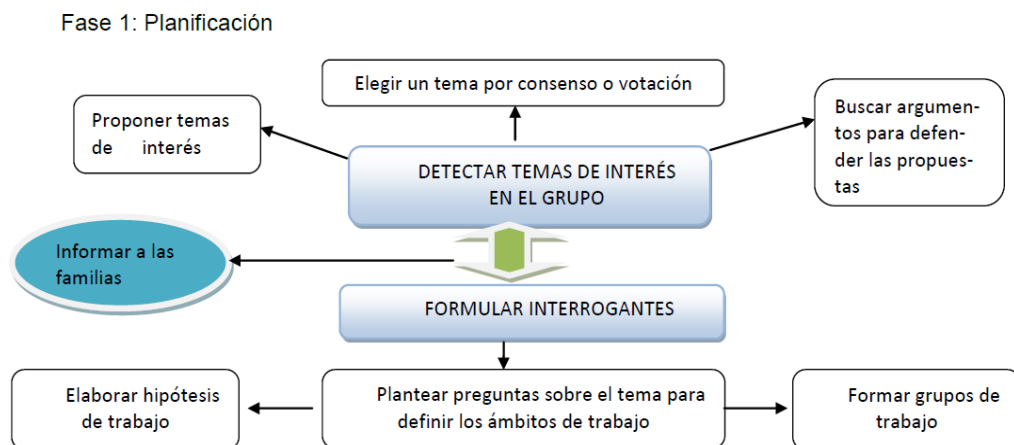 Fase 1: Planificación
Elegir un tema por consenso o votación
Proponer temas
de interés
Buscar argumen-
tos para defen-
der las propues-
tas
DETECTAR TEMAS DE INTERÉS
EN EL GRUPO
Informar a las
familias
FORMULAR INTERROGANTES
Elaborar hipótesis
de trabajo
Plantear preguntas sobre el tema para
definir los ámbitos de trabajo
Formar grupos de
trabajo